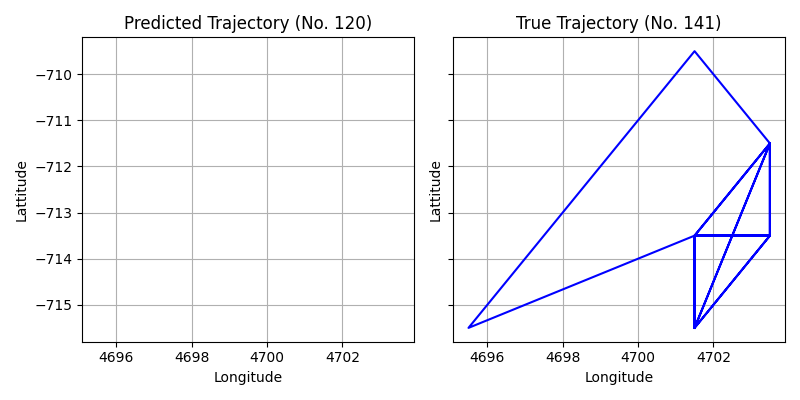 Predicted Trajectory (No. 120)
Lattitude
−710
−711
−712
−713
−714
−715
4696 4698 4700 4702
Longitude
True Trajectory (No. 141)
Lattitude
4696 4698 4700 4702
Longitude